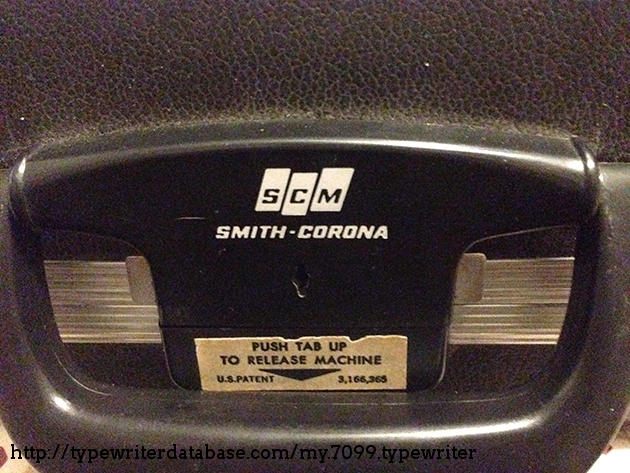 SCM
SMITH-CORONA
PUSH TAB UP
TO RELEASE MACHINE
U.S. PATENT 3,166,365
http://typewriterdatabase.com/my.7099.typewriter